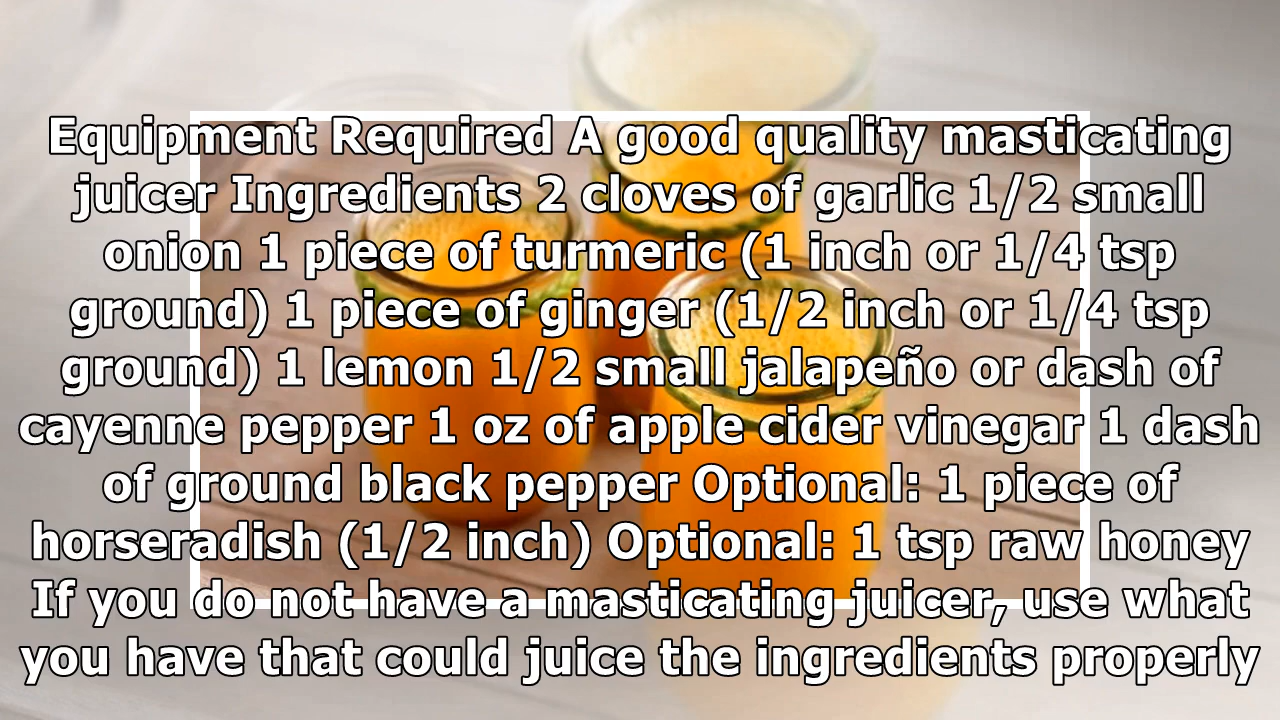 Equipment Required A good quality masticating
juicer Ingredients 2 cloves of garlic 1/2 small
onion 1 piece of turmeric (1 inch or 1/4 tsp
ground) 1 piece of ginger (1/2 inch or 1/4 tsp
ground) 1 lemon 1/2 small jalapeño or dash of
cayenne pepper 1 oz of apple cider vinegar 1 dash
of ground black pepper Optional: 1 piece of
horseradish (1/2 inch) Optional: 1 tsp raw honey
If you do not have a masticating juicer, use what
you have that could juice the ingredients properly